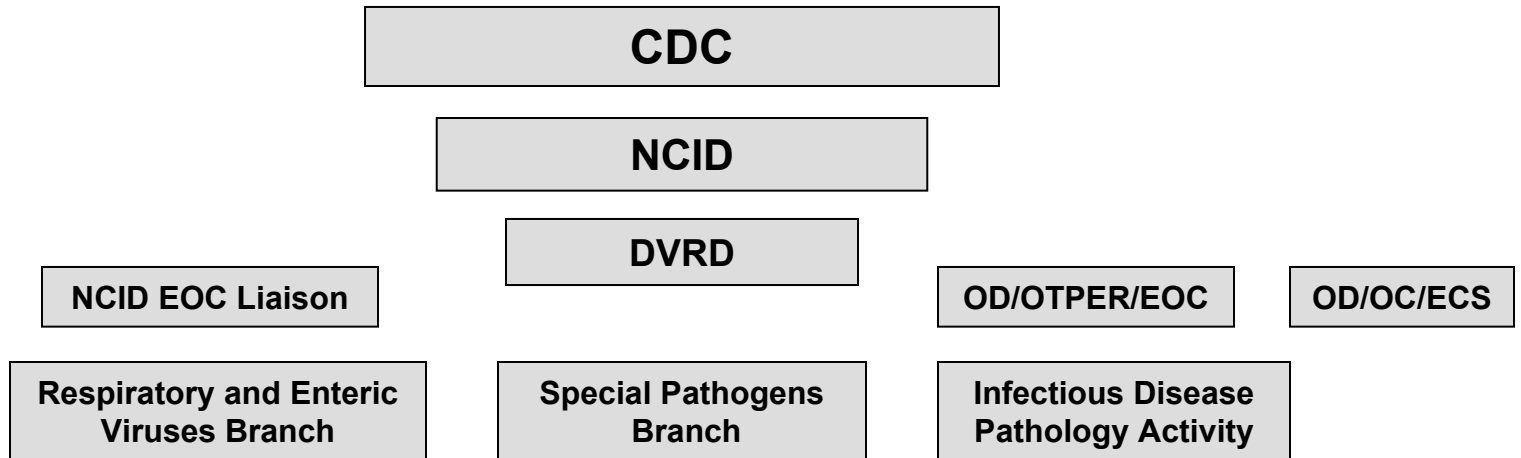 CDC
NCID
DVRD
NCID EOC Liaison
OD/OTPER/EOC
OD/OC/ECS
Respiratory and Enteric
Viruses Branch
Special Pathogens
Branch
Infectious Disease
Pathology Activity